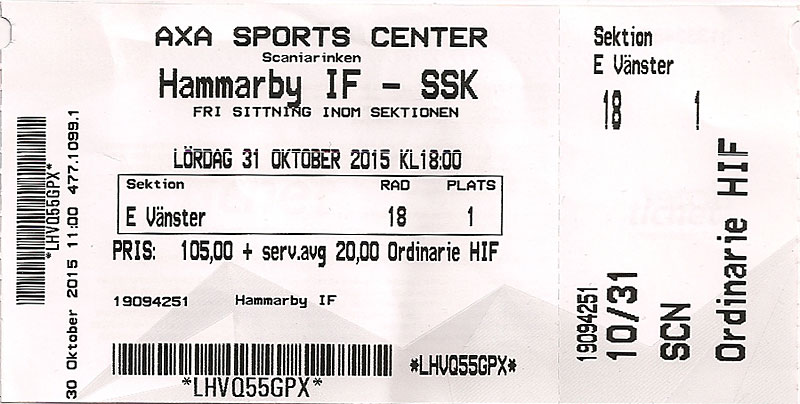 AXA SPORTS CENTER
Scaniarinken
Hammarby IF - SSK
FRI SITTNING INOM SEKTIONEN
LÖRDAG 31 OKTOBER 2015 KL18:00
Sektion RAD PLATS
E Vänster 18 1
PRIS: 105,00 + serv.avg 20,00 Ordinarie HIF
19094251 Hammarby IF
*LHVQ55GPX*
*LHVQ55GPX*
*LHVQ55GPX*
30 Oktober 2015 11:00 477.1099.1
Sektion
E Vänster
18 1
19094251
10/31
SCN
Ordinarie HIF